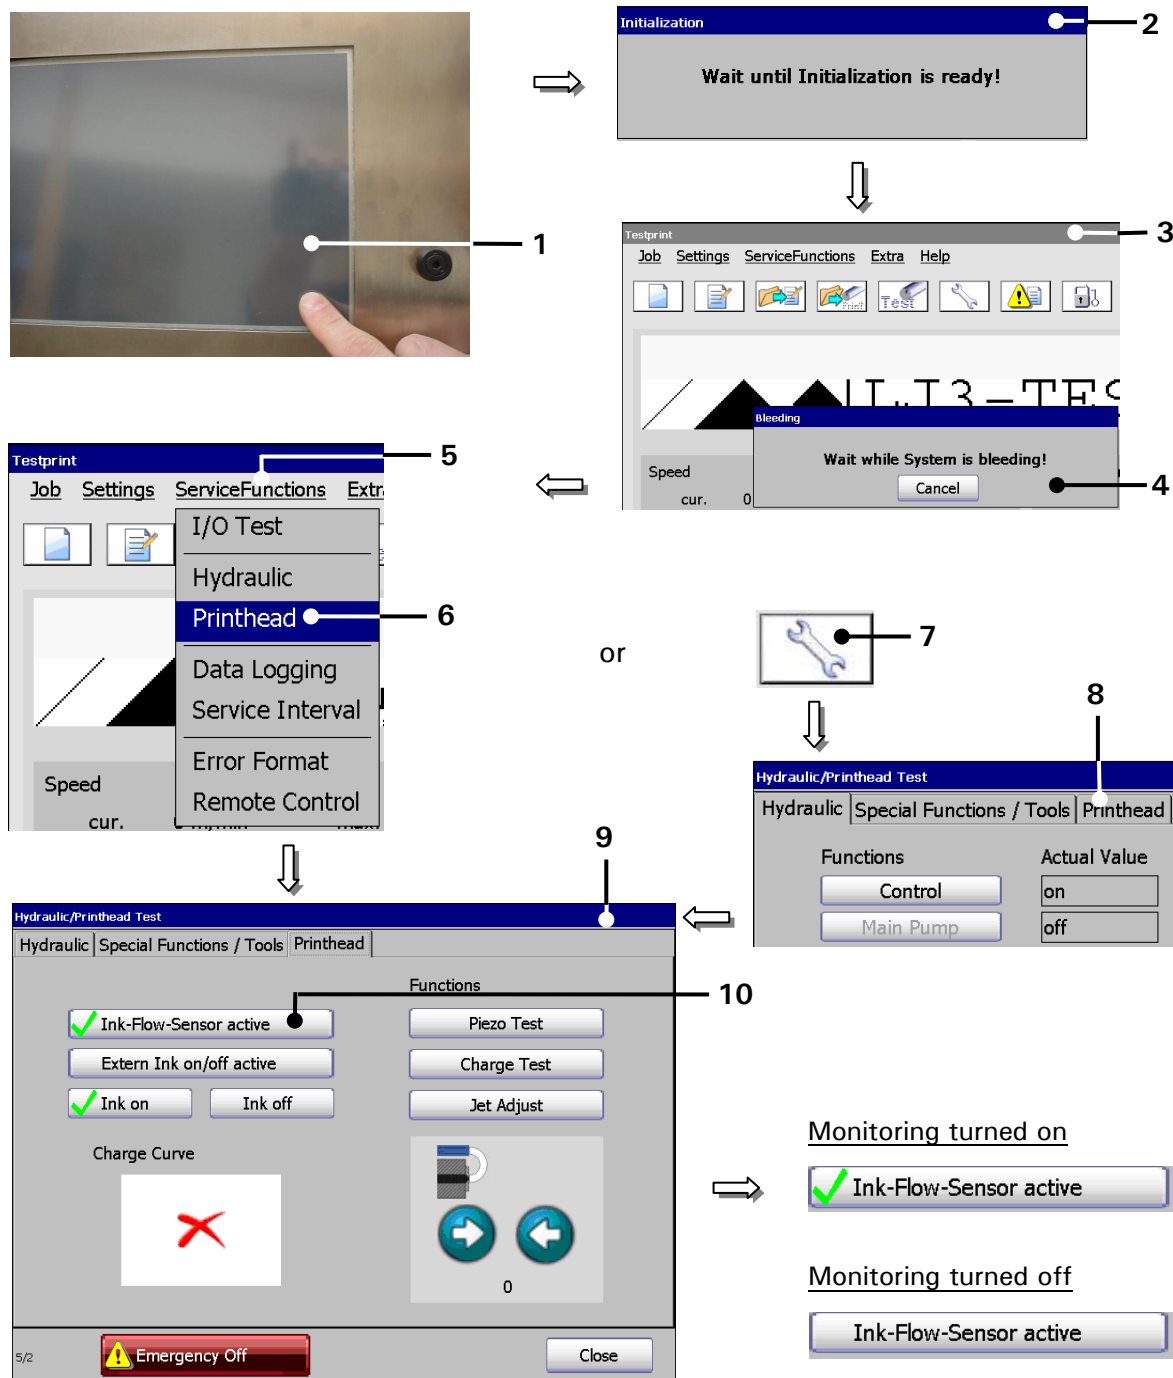 Initialization
2
Wait until Initialization is ready!
1
Testprint
3
Job Settings ServiceFunctions Extra Help
Print
Test
Bleeding
Wait while System is bleeding!
Cancel
4
Speed
cur. 0
Testprint
5
Job Settings ServiceFunctions Extr
I/O Test
Hydraulic
Printhead
6
Data Logging
Service Interval
Error Format
Remote Control
Speed
cur.
or
7
8
Hydraulic/Printhead Test
Hydraulic Special Functions / Tools Printhead
Functions Actual Value
Control on
Main Pump off
9
Hydraulic/Printhead Test
Hydraulic Special Functions / Tools Printhead
Functions
10
Ink-Flow-Sensor active Piezo Test
Extern Ink on/off active Charge Test
Ink on Ink off Jet Adjust
Charge Curve
0
5/2 Emergency Off Close
Monitoring turned on
Ink-Flow-Sensor active
Monitoring turned off
Ink-Flow-Sensor active